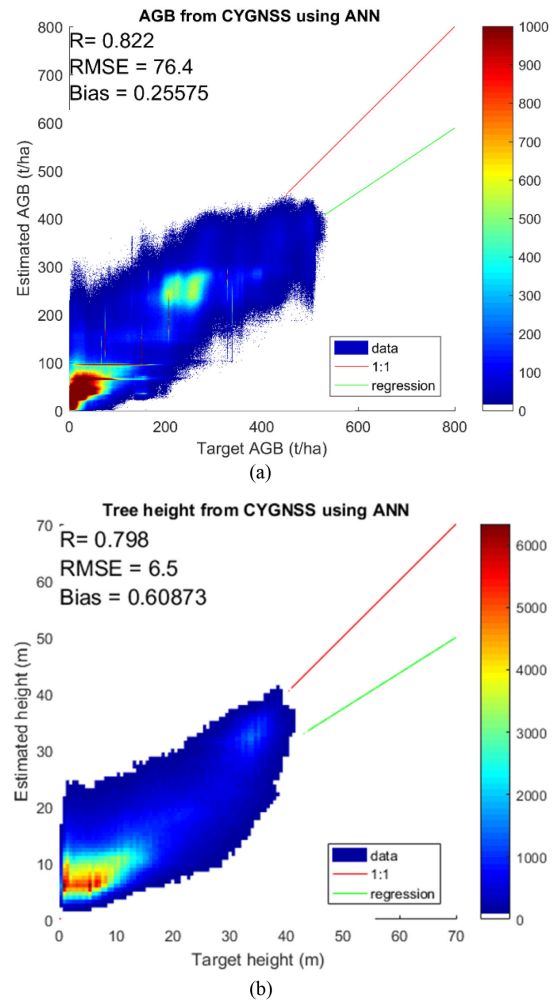 AGB from CYGNSS using ANN
R= 0.822
RMSE = 76.4
Bias = 0.25575
800
700
600
500
400
300
200
100
0
Estimated AGB (t/ha)
0 200 400 600 800
Target AGB (t/ha)
data
1:1
regression
1000
900
800
700
600
500
400
300
200
100
0
(a)
Tree height from CYGNSS using ANN
R= 0.798
RMSE = 6.5
Bias = 0.60873
70
60
50
40
30
20
10
0
Estimated height (m)
0 10 20 30 40 50 60 70
Target height (m)
data
1:1
regression
6000
5000
4000
3000
2000
1000
0
(b)